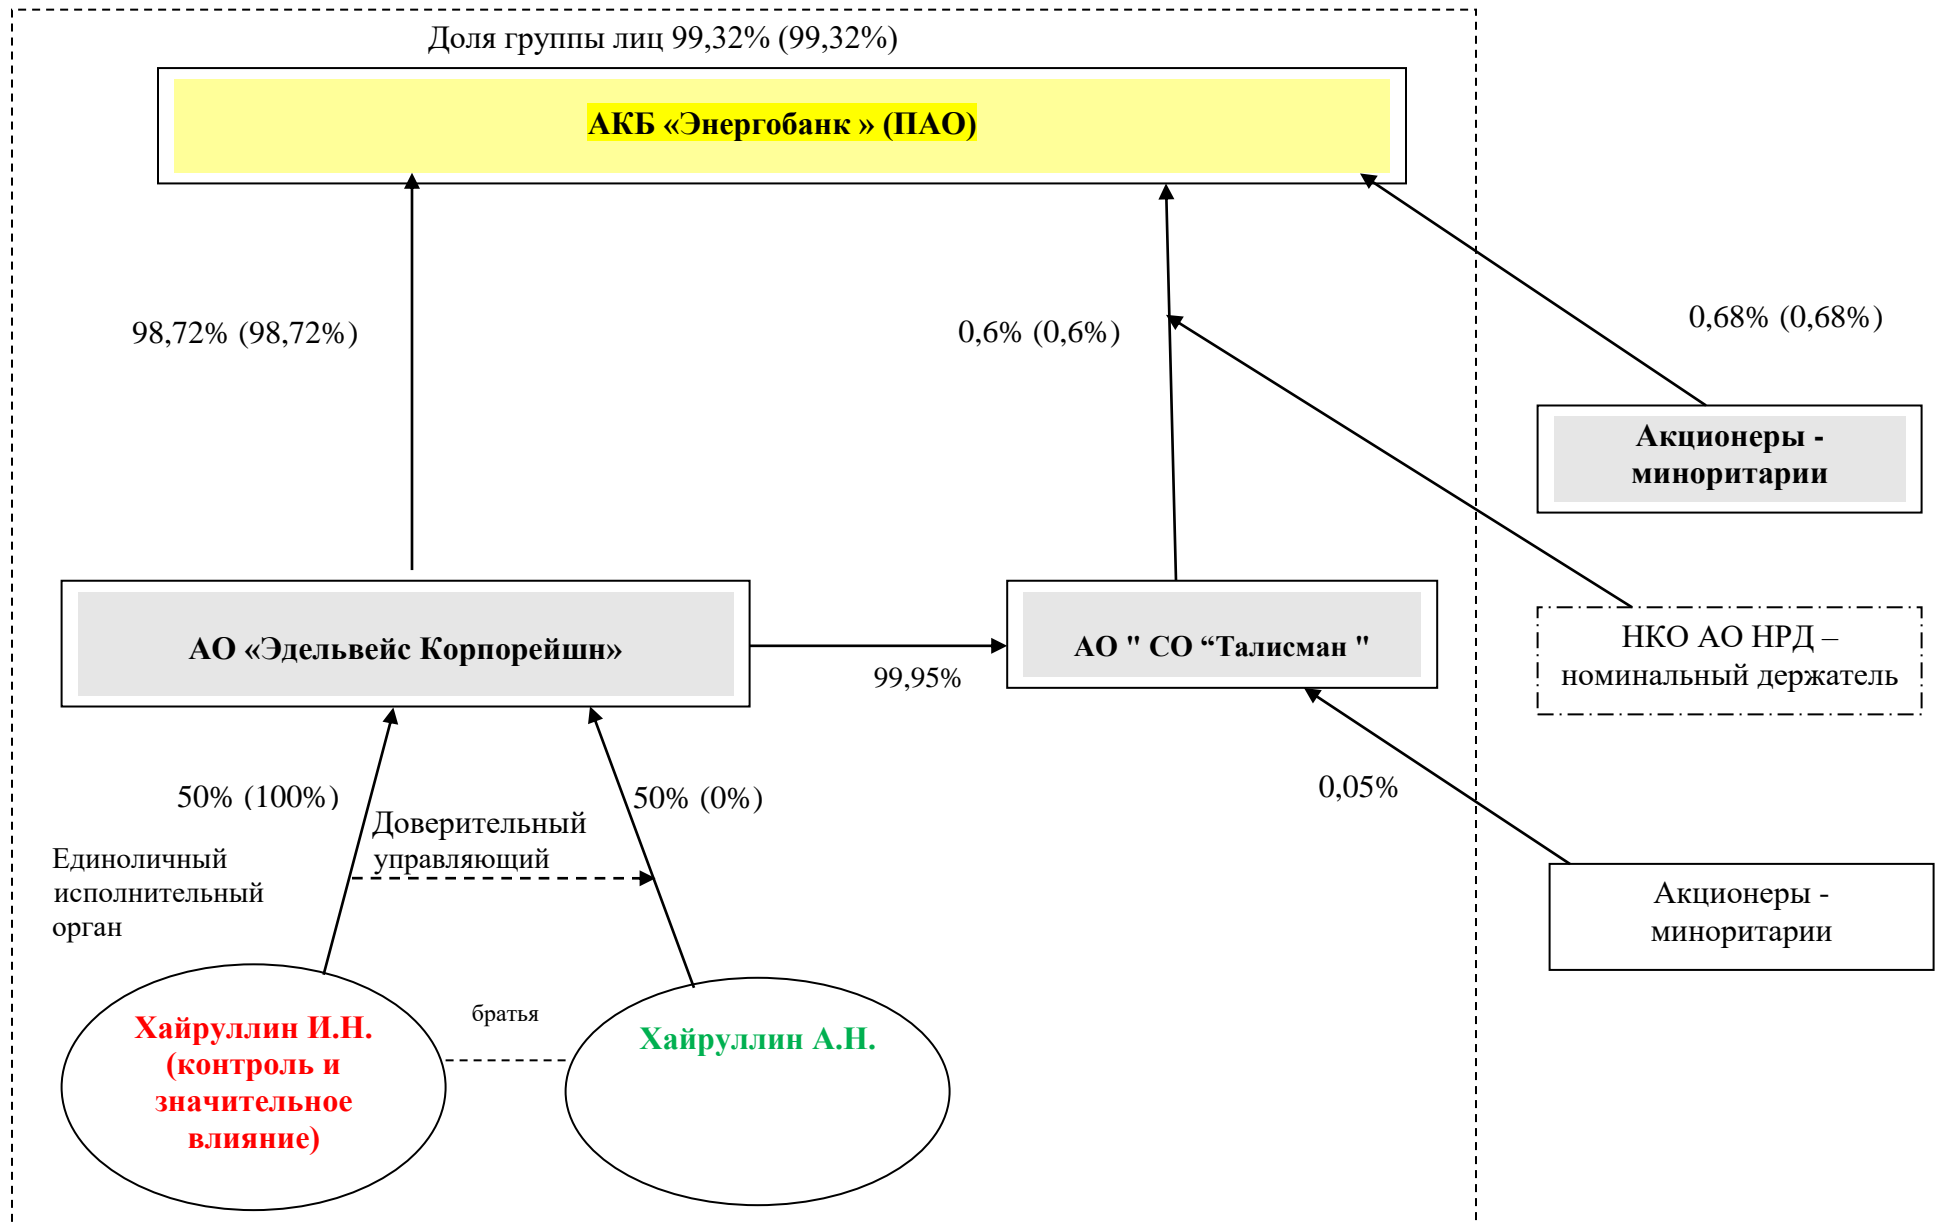 Доля группы лиц 99,32% (99,32%)
АКБ «Энергобанк » (ПАО)
98,72% (98,72%)
0,6% (0,6%)
0,68% (0,68%)
Акционеры -
миноритарии
АО «Эдельвейс Корпорейшн»
99,95%
АО " СО “Талисман "
НКО АО НРД –
номинальный держатель
50% (100%)
50% (0%)
0,05%
Доверительный
управляющий
Единоличный
исполнительный
орган
Акционеры -
миноритарии
Хайруллин И.Н.
(контроль и
значительное
влияние)
братья
Хайруллин А.Н.